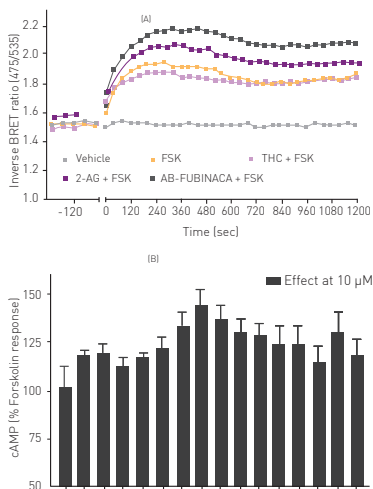 (A)
Inverse BRET ratio (475/535)
2.2
2.0
1.8
1.6
1.4
1.2
1.0
Vehicle
FSK
THC + FSK
2-AG + FSK
AB-FUBINACA + FSK
-120
0
120
240
360
480
600
720
840
960
1080
1200
Time (sec)
(B)
Effect at 10 μM
cAMP (% Forskolin response)
150
125
100
75
50